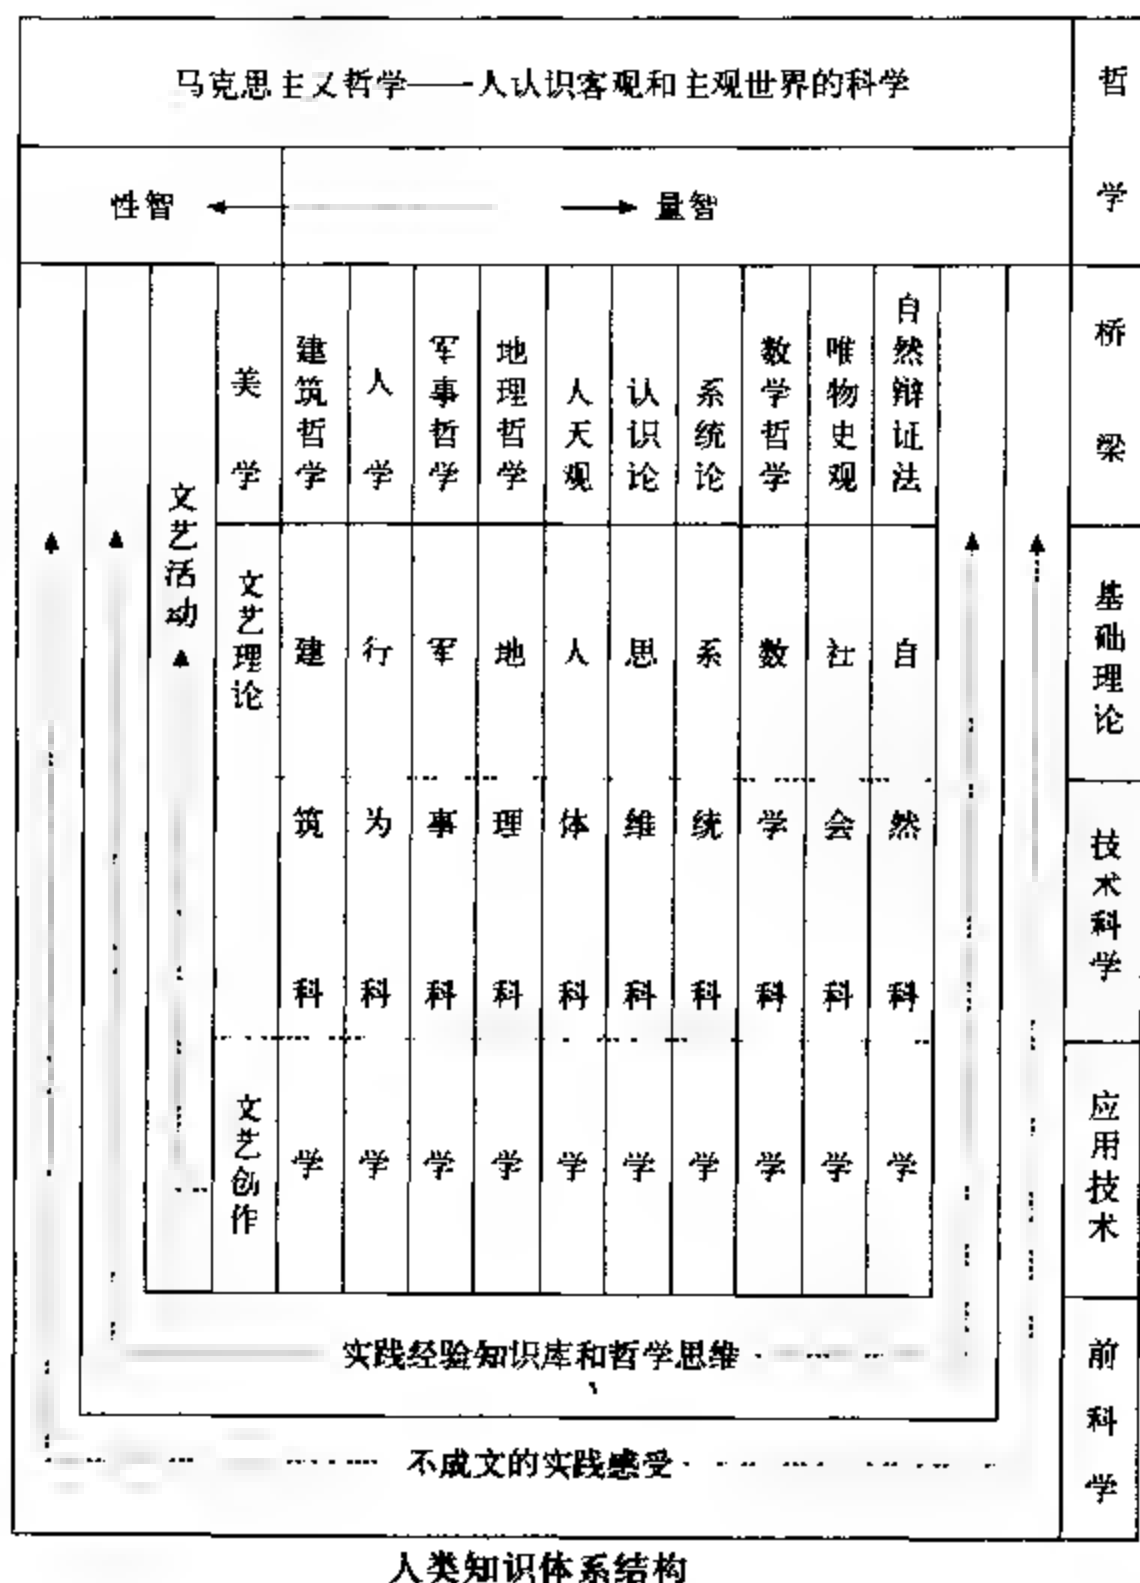 马克思主义哲学——人认识客观和主观世界的科学
哲学
性智
量智
桥梁
美学
建筑哲学
人学
军事哲学
地理哲学
人天观
认识论
系统论
数学哲学
唯物史观
自然辩证法
文艺活动
文艺理论
文艺创作
建筑科学
行为科学
军事科学
地理科学
人体科学
思维科学
系统科学
数学科学
社会科学
自然科学
基础理论
技术科学
应用技术
实践经验知识库和哲学思维
不成文的实践感受
前科学
人类知识体系结构